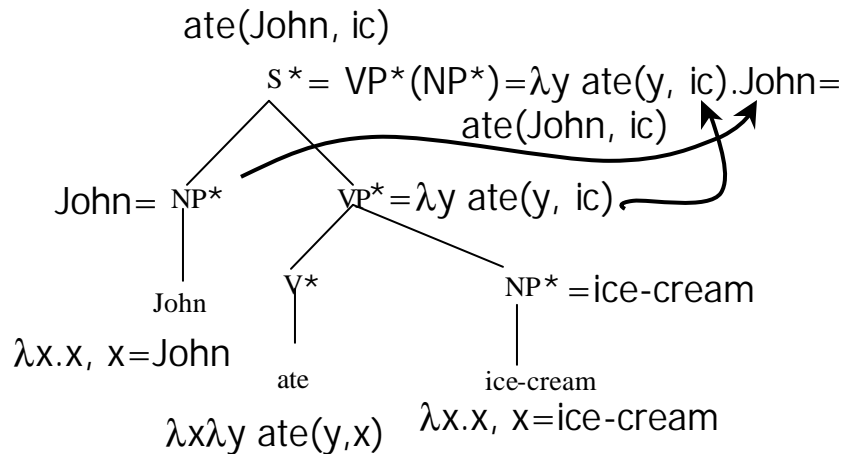 ate(John, ic)
S*= VP*(NP*)=λy ate(y, ic).John=
ate(John, ic)
John= NP* VP*=λy ate(y, ic)
V* NP* =ice-cream
John
λx.x, x=John
ate ice-cream
λxλy ate(y,x) λx.x, x=ice-cream